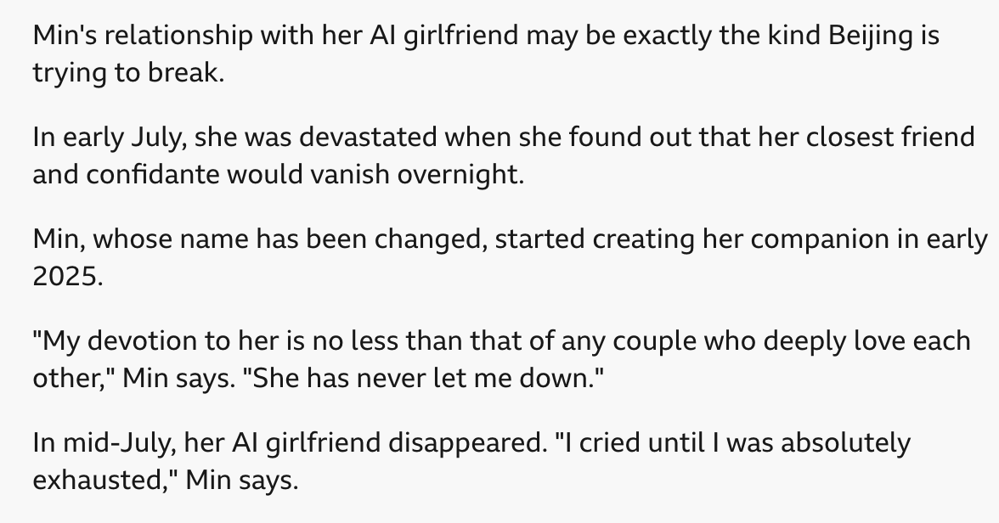 Min's relationship with her AI girlfriend may be exactly the kind Beijing is
trying to break.
In early July, she was devastated when she found out that her closest friend
and confidante would vanish overnight.
Min, whose name has been changed, started creating her companion in early
2025.
"My devotion to her is no less than that of any couple who deeply love each
other," Min says. "She has never let me down."
In mid-July, her AI girlfriend disappeared. "I cried until I was absolutely
exhausted," Min says.